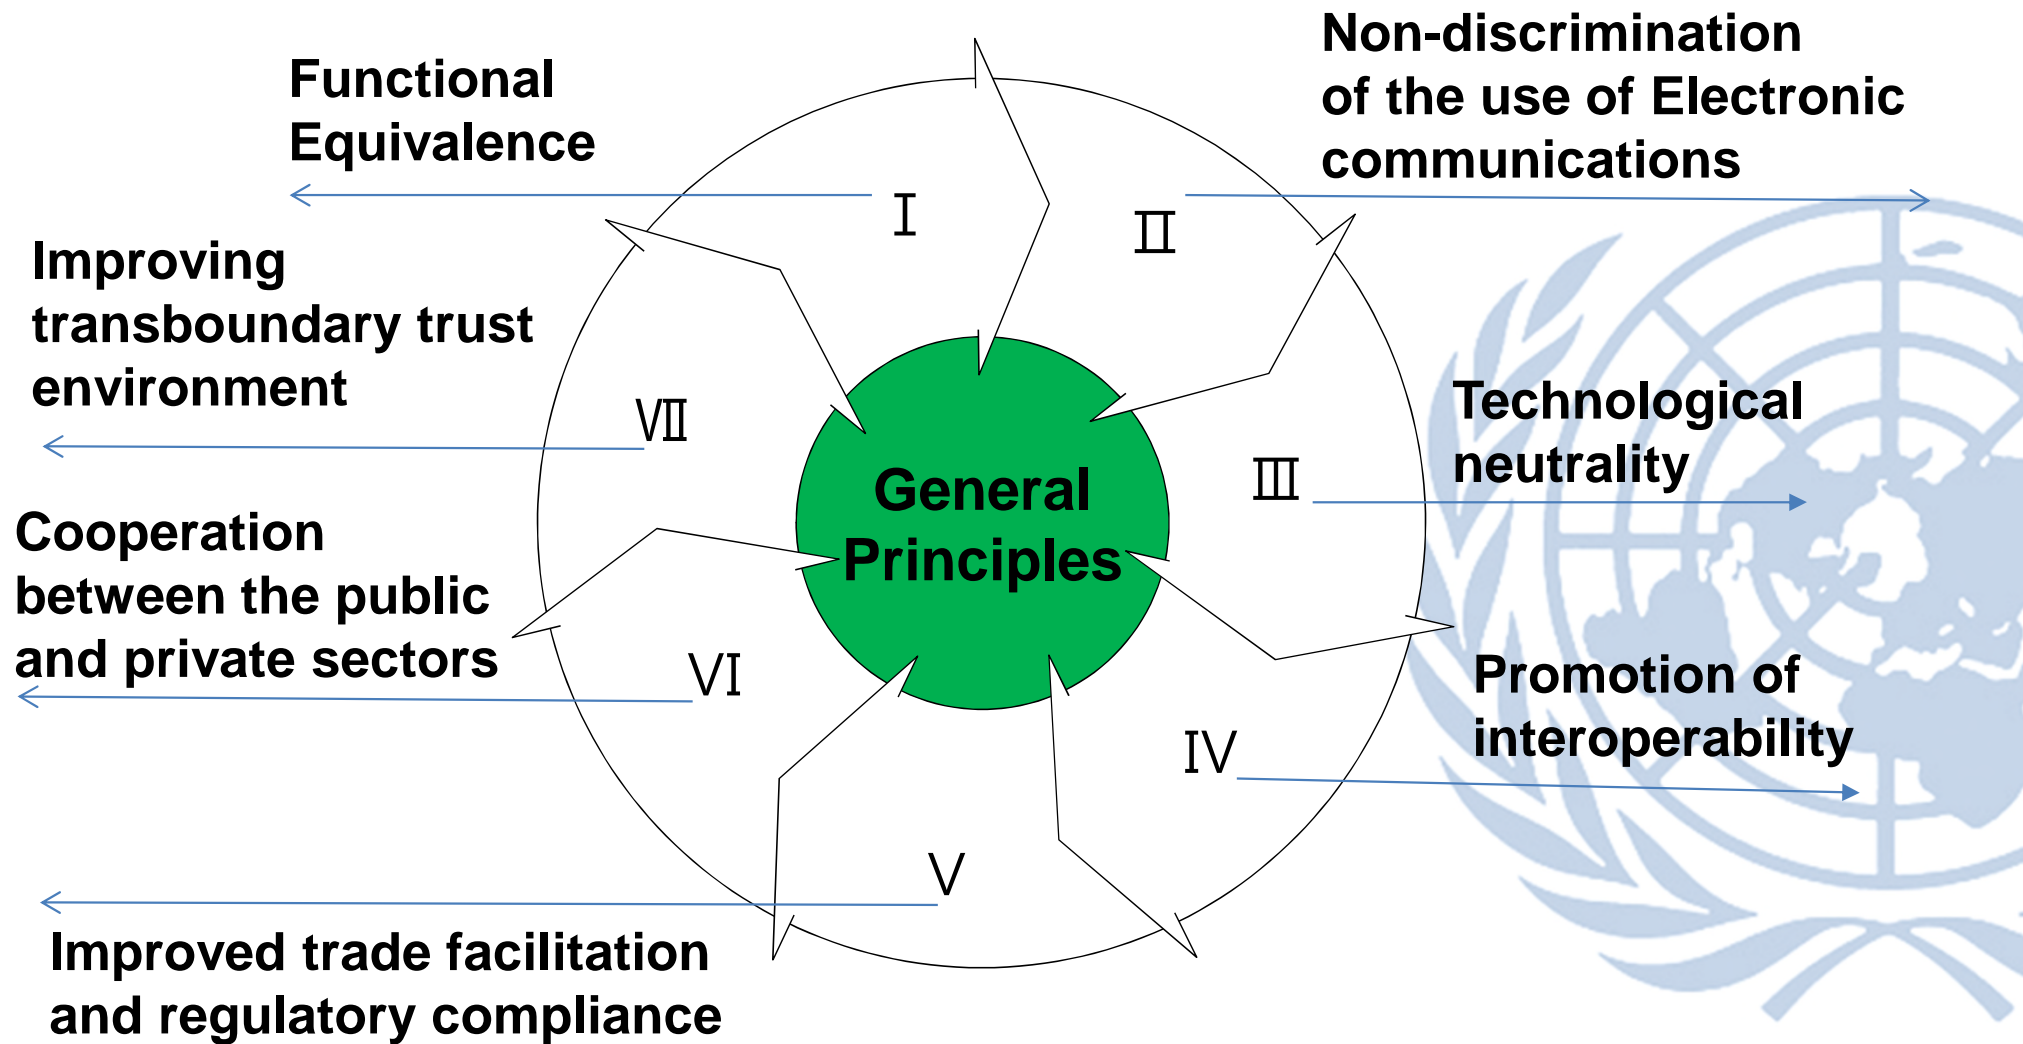 Functional
Equivalence
I
Non-discrimination
of the use of Electronic
communications
II
Technological
neutrality
III
Promotion of
interoperability
IV
Improved trade facilitation
and regulatory compliance
V
Cooperation
between the public
and private sectors
VI
Improving
transboundary trust
environment
VII
General
Principles